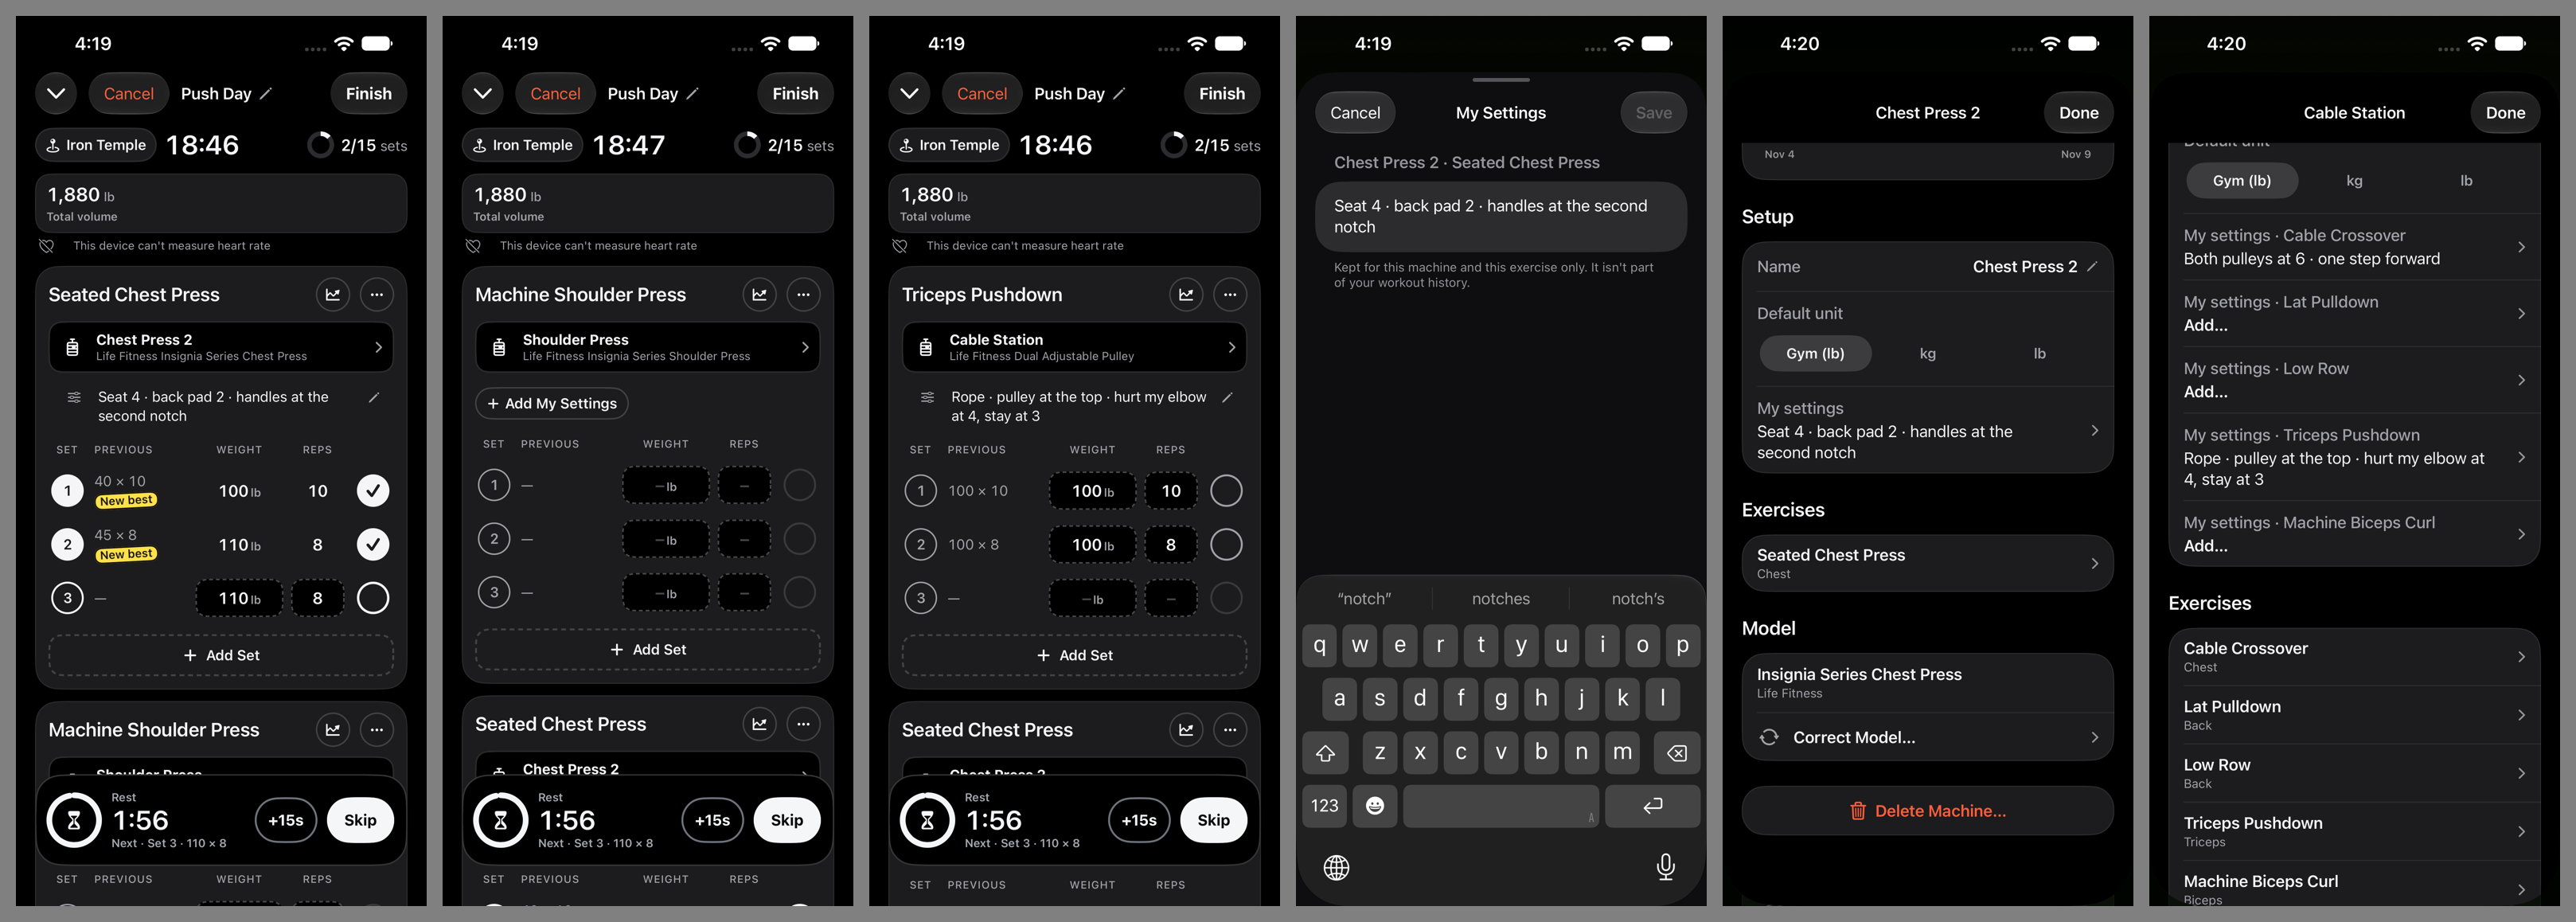 4:19
Cancel
Push Day
Finish
Iron Temple
18:46
2/15 sets
1,880 lb
Total volume
This device can't measure heart rate
Seated Chest Press
Chest Press 2
Life Fitness Insignia Series Chest Press
Seat 4 · back pad 2 · handles at the
second notch
SET PREVIOUS WEIGHT REPS
1 40 × 10 100 lb 10
New best
2 45 × 8 110 lb 8
New best
3 — 110 lb 8
+ Add Set
Machine Shoulder Press
Shoulder Press
Rest
1:56
Next · Set 3 · 110 × 8
+15s
Skip
SET PREVIOUS WEIGHT REPS
4:19
Cancel
Push Day
Finish
Iron Temple
18:47
2/15 sets
1,880 lb
Total volume
This device can't measure heart rate
Machine Shoulder Press
Shoulder Press
Life Fitness Insignia Series Shoulder Press
+ Add My Settings
SET PREVIOUS WEIGHT REPS
1 — – lb –
2 — – lb –
3 — – lb –
+ Add Set
Seated Chest Press
Chest Press 2
Rest
1:56
Next · Set 3 · 110 × 8
+15s
Skip
SET PREVIOUS WEIGHT REPS
4:19
Cancel
Push Day
Finish
Iron Temple
18:46
2/15 sets
1,880 lb
Total volume
This device can't measure heart rate
Triceps Pushdown
Cable Station
Life Fitness Dual Adjustable Pulley
Rope · pulley at the top · hurt my elbow
at 4, stay at 3
SET PREVIOUS WEIGHT REPS
1 100 × 10 100 lb 10
2 100 × 8 100 lb 8
3 — – lb –
+ Add Set
Seated Chest Press
Chest Press 2
Rest
1:56
Next · Set 3 · 110 × 8
+15s
Skip
SET PREVIOUS WEIGHT REPS
4:19
Cancel
My Settings
Save
Chest Press 2 · Seated Chest Press
Seat 4 · back pad 2 · handles at the second
notch
Kept for this machine and this exercise only. It isn't part
of your workout history.
“notch” notches notch's
q w e r t y u i o p
a s d f g h j k l
z x c v b n m
123
A
4:20
Chest Press 2
Done
Nov 4 Nov 9
Setup
Name Chest Press 2
Default unit
Gym (lb) kg lb
My settings
Seat 4 · back pad 2 · handles at the
second notch
Exercises
Seated Chest Press
Chest
Model
Insignia Series Chest Press
Life Fitness
Correct Model...
Delete Machine...
4:20
Cable Station
Done
Default unit
Gym (lb) kg lb
My settings · Cable Crossover
Both pulleys at 6 · one step forward
My settings · Lat Pulldown
Add...
My settings · Low Row
Add...
My settings · Triceps Pushdown
Rope · pulley at the top · hurt my elbow at
4, stay at 3
My settings · Machine Biceps Curl
Add...
Exercises
Cable Crossover
Chest
Lat Pulldown
Back
Low Row
Back
Triceps Pushdown
Triceps
Machine Biceps Curl
Biceps